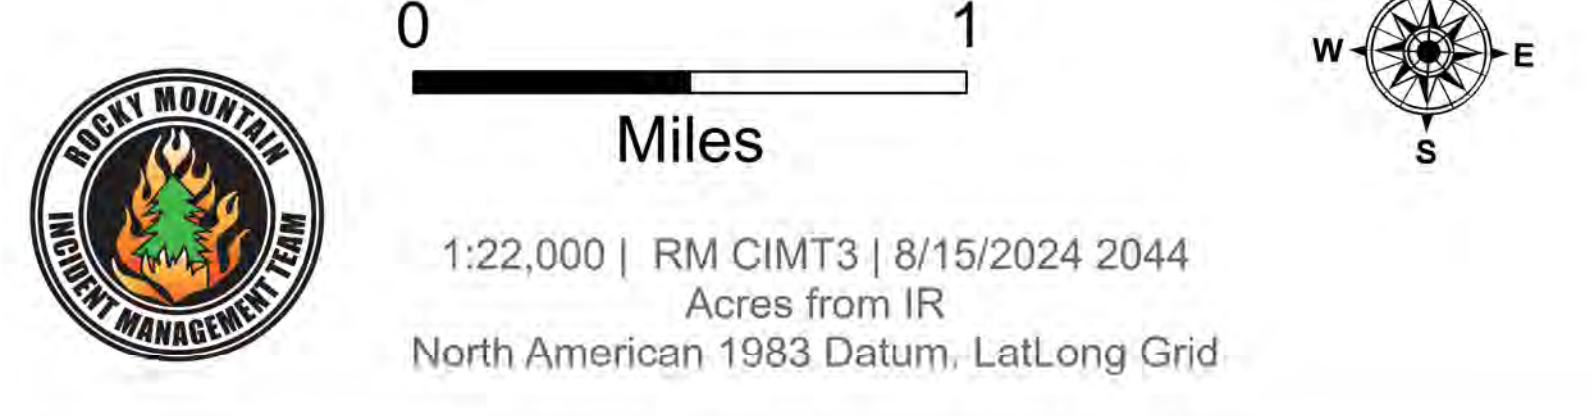 0 1
Miles
W E
S
ROCKY MOUNTAIN
INCIDENT MANAGEMENT TEAM
1:22,000 | RM CIMT3 | 8/15/2024 2044
Acres from IR
North American 1983 Datum, LatLong Grid